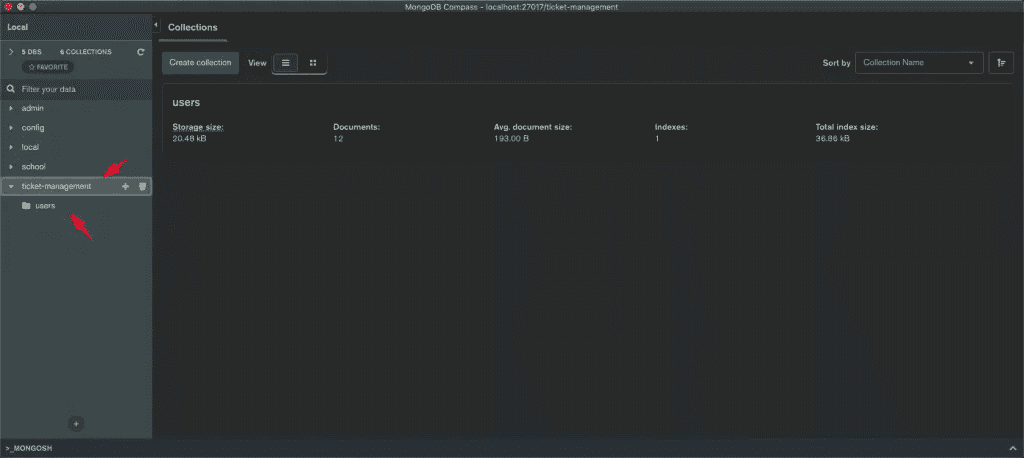 MongoDB Compass - localhost:27017/ticket-management
Local
5 DBS 6 COLLECTIONS
FAVORITE
Filter your data
admin
config
local
school
ticket-management
users
Collections
Create collection View
Sort by Collection Name
users
Storage size: Documents: Avg. document size: Indexes: Total index size:
20.48 kB 12 193.00 B 1 36.86 kB
>_MONGOSH